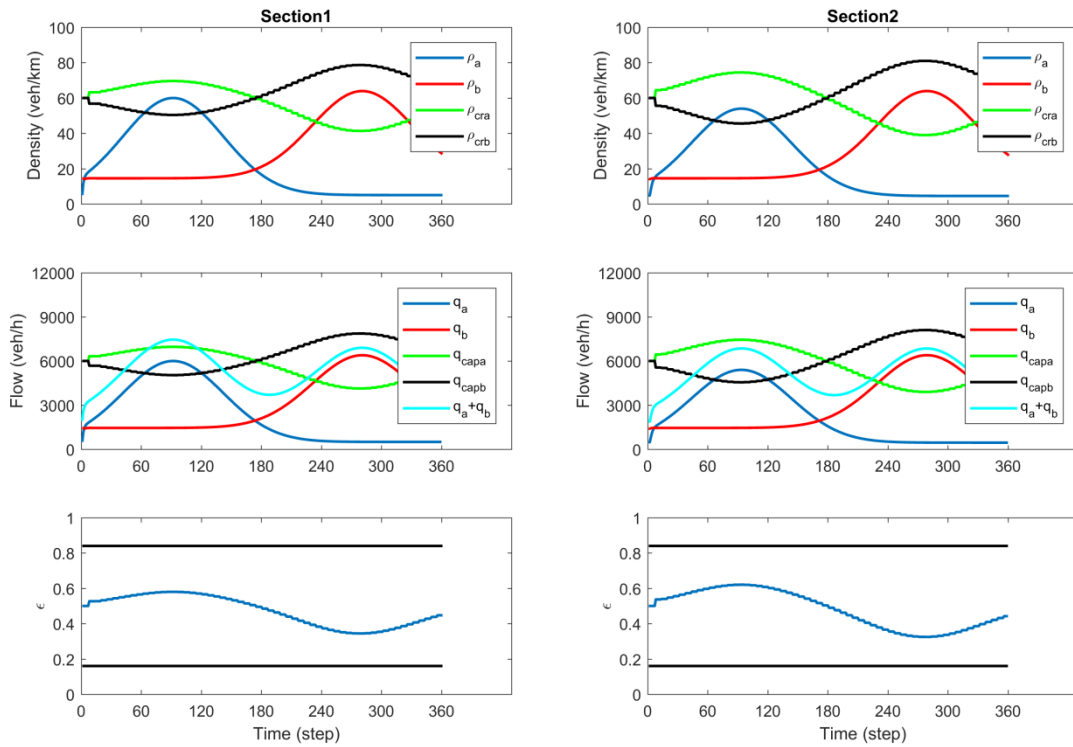 Section1
Density (veh/km)
100
80
60
40
20
0
ρa
ρb
ρcra
ρcrb
0 60 120 180 240 300 360
Section2
Density (veh/km)
100
80
60
40
20
0
ρa
ρb
ρcra
ρcrb
0 60 120 180 240 300 360
Flow (veh/h)
12000
9000
6000
3000
0
qa
qb
qcapa
qcapb
qa+qb
0 60 120 180 240 300 360
Flow (veh/h)
12000
9000
6000
3000
0
qa
qb
qcapa
qcapb
qa+qb
0 60 120 180 240 300 360
ϵ
1
0.8
0.6
0.4
0.2
0
0 60 120 180 240 300 360
Time (step)
ϵ
1
0.8
0.6
0.4
0.2
0
0 60 120 180 240 300 360
Time (step)